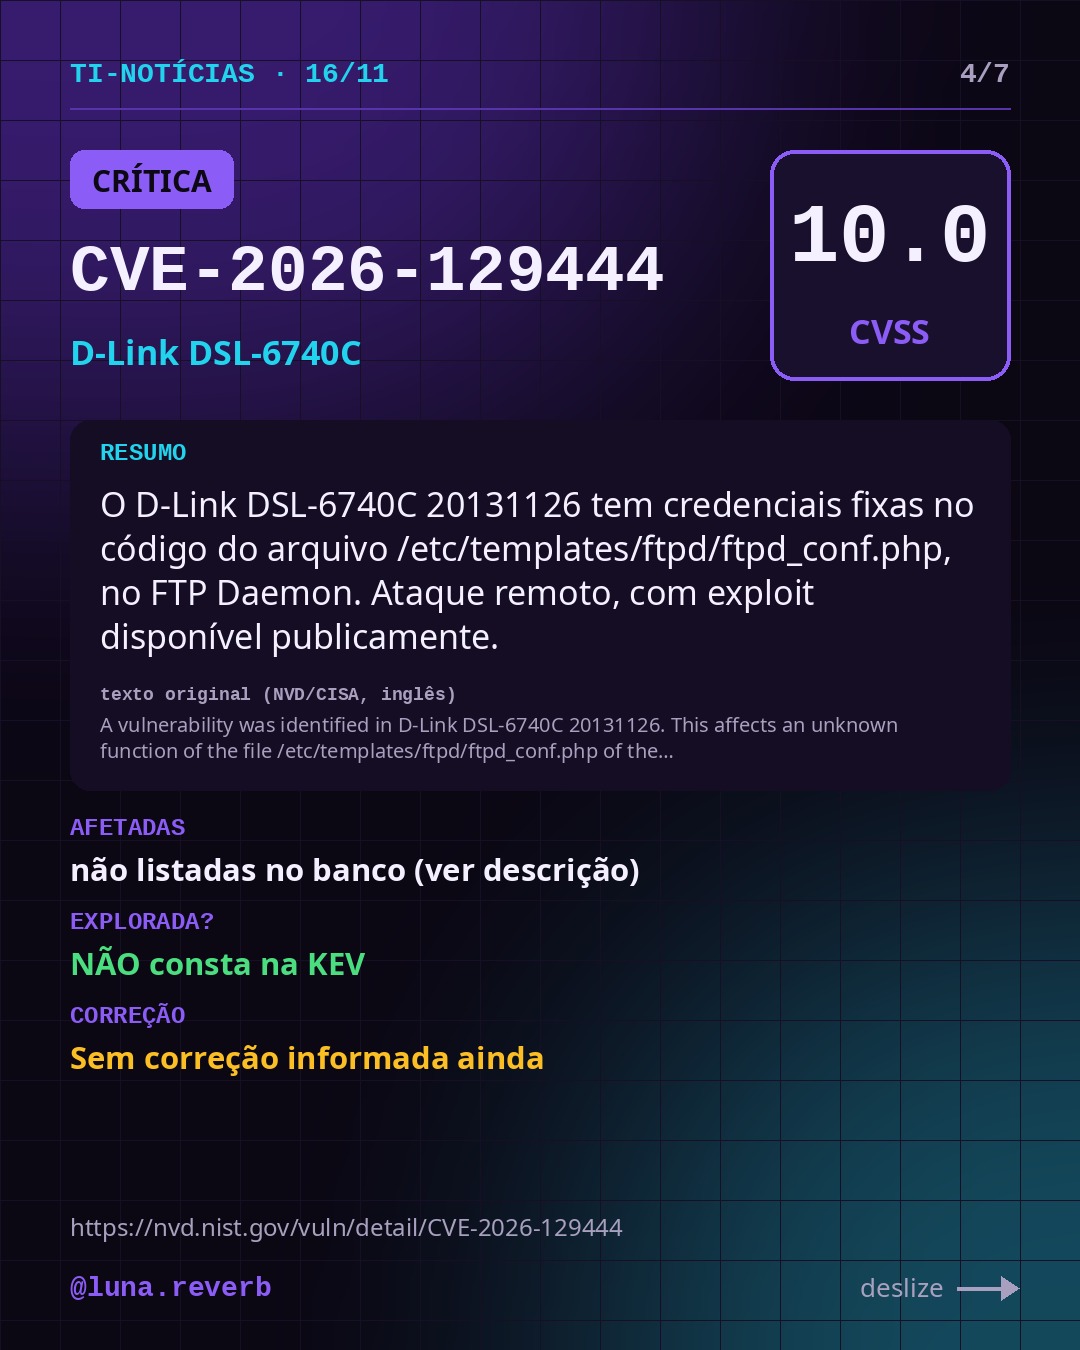 TI-NOTÍCIAS · 16/11
4/7
CRÍTICA
CVE-2026-129444
D-Link DSL-6740C
10.0
CVSS
RESUMO
O D-Link DSL-6740C 20131126 tem credenciais fixas no
código do arquivo /etc/templates/ftpd/ftpd_conf.php,
no FTP Daemon. Ataque remoto, com exploit
disponível publicamente.
texto original (NVD/CISA, inglês)
A vulnerability was identified in D-Link DSL-6740C 20131126. This affects an unknown
function of the file /etc/templates/ftpd/ftpd_conf.php of the…
AFETADAS
não listadas no banco (ver descrição)
EXPLORADA?
NÃO consta na KEV
CORREÇÃO
Sem correção informada ainda
https://nvd.nist.gov/vuln/detail/CVE-2026-129444
@luna.reverb
deslize